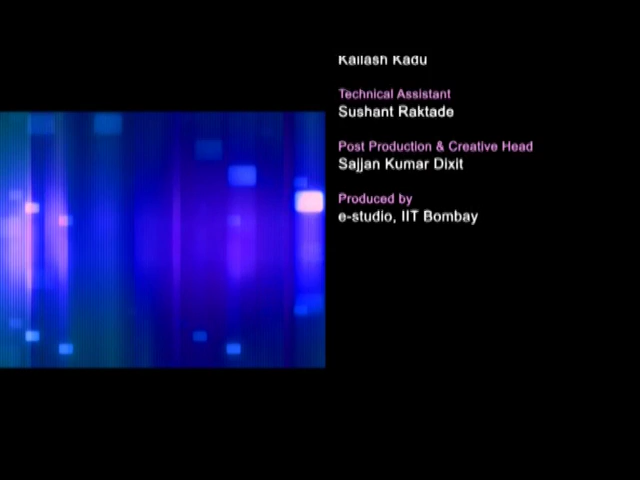 Kailash Kadu
Technical Assistant
Sushant Raktade
Post Production & Creative Head
Sajjan Kumar Dixit
Produced by
e-studio, IIT Bombay